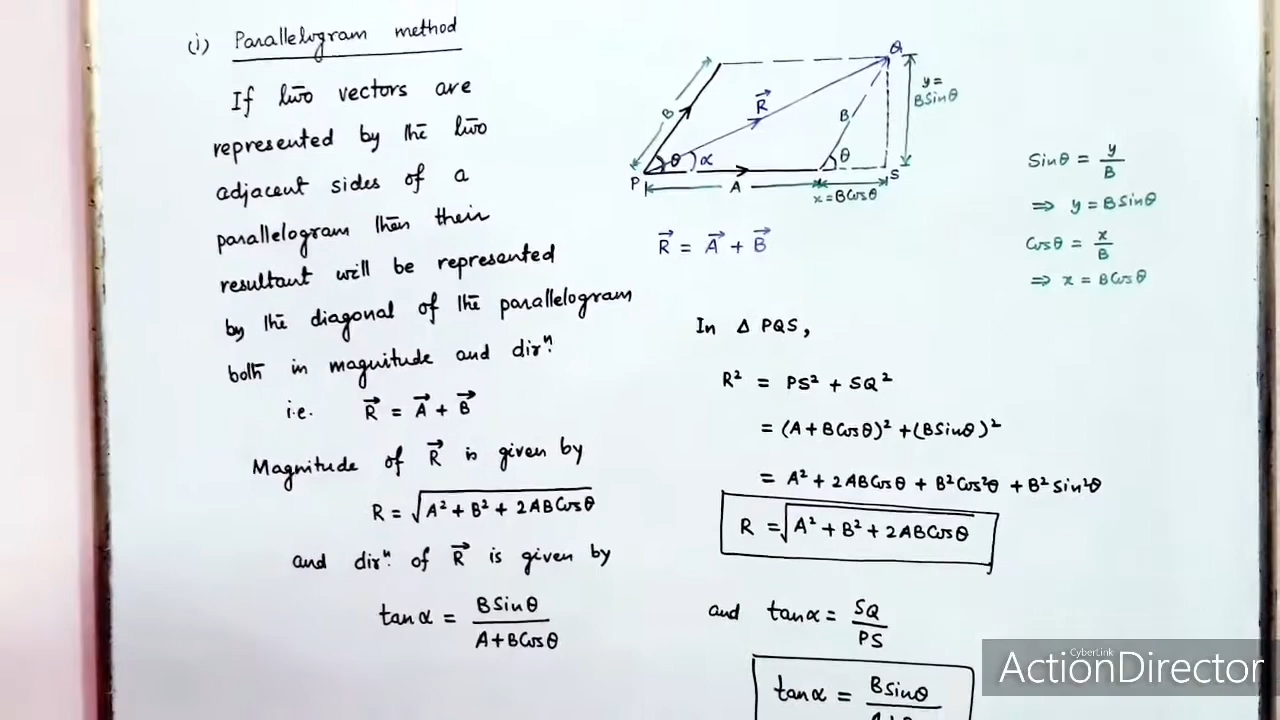 (i) Parallelogram method
If two vectors are
represented by the two
adjacent sides of a
parallelogram then their
resultant will be represented
by the diagonal of the parallelogram
both in magnitude and dirⁿ.
i.e. R⃗ = A⃗ + B⃗
Magnitude of R⃗ is given by
R = √(A² + B² + 2ABCosθ)
and dirⁿ. of R⃗ is given by
tanα = BSinθ / A+BCosθ
Q
B
R⃗
B
y =
BSinθ
θ
α
θ
P
A
S
x = BCosθ
R⃗ = A⃗ + B⃗
Sinθ = y/B
⇒ y = BSinθ
Cosθ = x/B
⇒ x = BCosθ
In Δ PQS,
R² = PS² + SQ²
= (A+BCosθ)² + (BSinθ)²
= A² + 2ABCosθ + B²Cos²θ + B²Sin²θ
R = √(A² + B² + 2ABCosθ)
and tanα = SQ/PS
tanα = BSinθ
CyberLink
ActionDirector